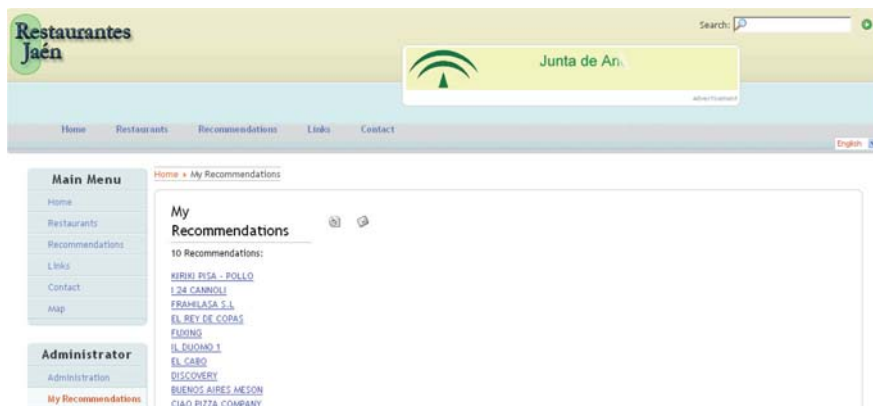 Restaurantes
Jaén
Search:
Junta de An
advertisement
Home Restaurants Recommendations Links Contact
English
Main Menu
Home
Restaurants
Recommendations
Links
Contact
Map
Administrator
Administration
My Recommendations
Home » My Recommendations
My
Recommendations
10 Recommendations:
KIRIKI PISA - POLLO
I 24 CANNOLI
FRAHILASA S.L
EL REY DE COPAS
FUXING
IL DUOMO 1
EL CABO
DISCOVERY
BUENOS AIRES MESON
CIAO PIZZA COMPANY